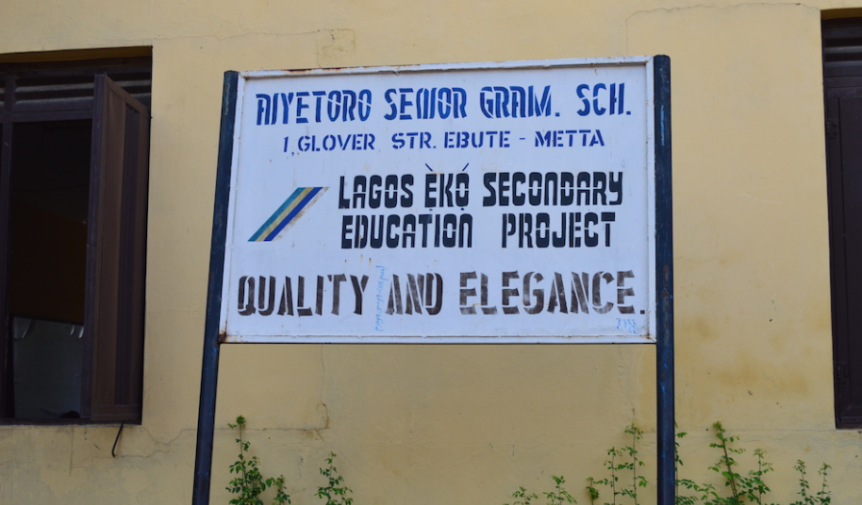 AIYETORO SENIOR GRAM. SCH.
1, GLOVER STR. EBUTE - METTA
LAGOS ÈKÓ SECONDARY
EDUCATION PROJECT
QUALITY AND ELEGANCE.